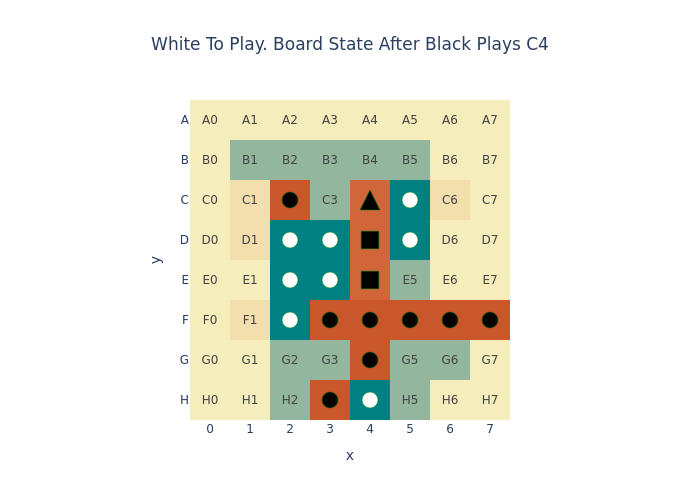 White To Play. Board State After Black Plays C4
A A0 A1 A2 A3 A4 A5 A6 A7
B B0 B1 B2 B3 B4 B5 B6 B7
C C0 C1 C3 C6 C7
D D0 D1 D6 D7
E E0 E1 E5 E6 E7
F F0 F1
G G0 G1 G2 G3 G5 G6 G7
H H0 H1 H2 H5 H6 H7
0 1 2 3 4 5 6 7
x
y